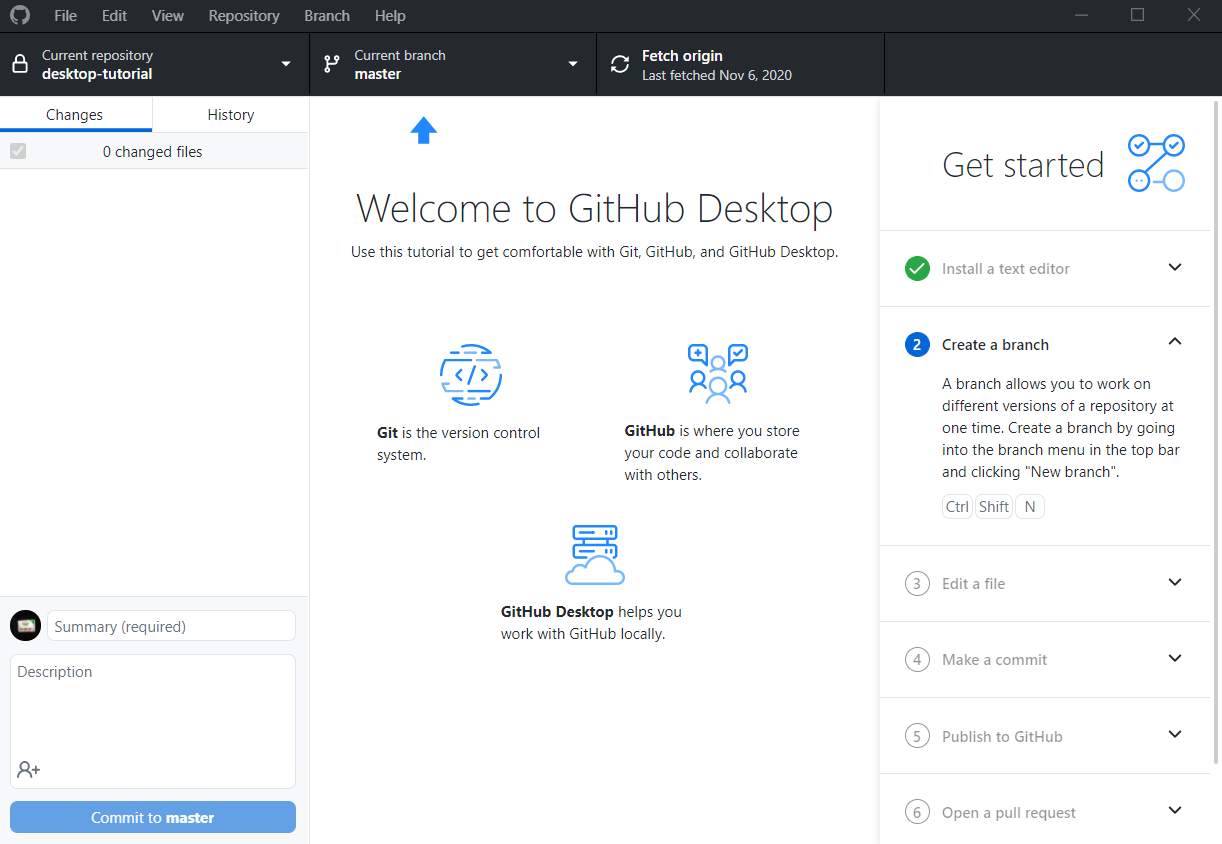 File Edit View Repository Branch Help
Current repository
desktop-tutorial
Current branch
master
Fetch origin
Last fetched Nov 6, 2020
Changes
History
0 changed files
Summary (required)
Description
Commit to master
Welcome to GitHub Desktop
Use this tutorial to get comfortable with Git, GitHub, and GitHub Desktop.
Git is the version control
system.
GitHub is where you store
your code and collaborate
with others.
GitHub Desktop helps you
work with GitHub locally.
Get started
Install a text editor
2 Create a branch
A branch allows you to work on
different versions of a repository at
one time. Create a branch by going
into the branch menu in the top bar
and clicking "New branch".
Ctrl Shift N
3 Edit a file
4 Make a commit
5 Publish to GitHub
6 Open a pull request